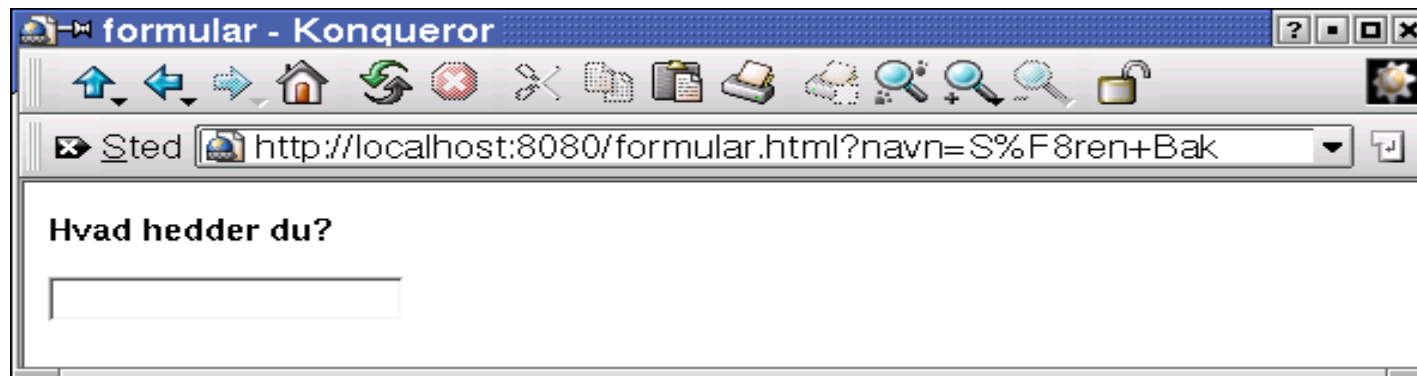 formular - Konqueror
Sted http://localhost:8080/formular.html?navn=S%F8ren+Bak
Hvad hedder du?